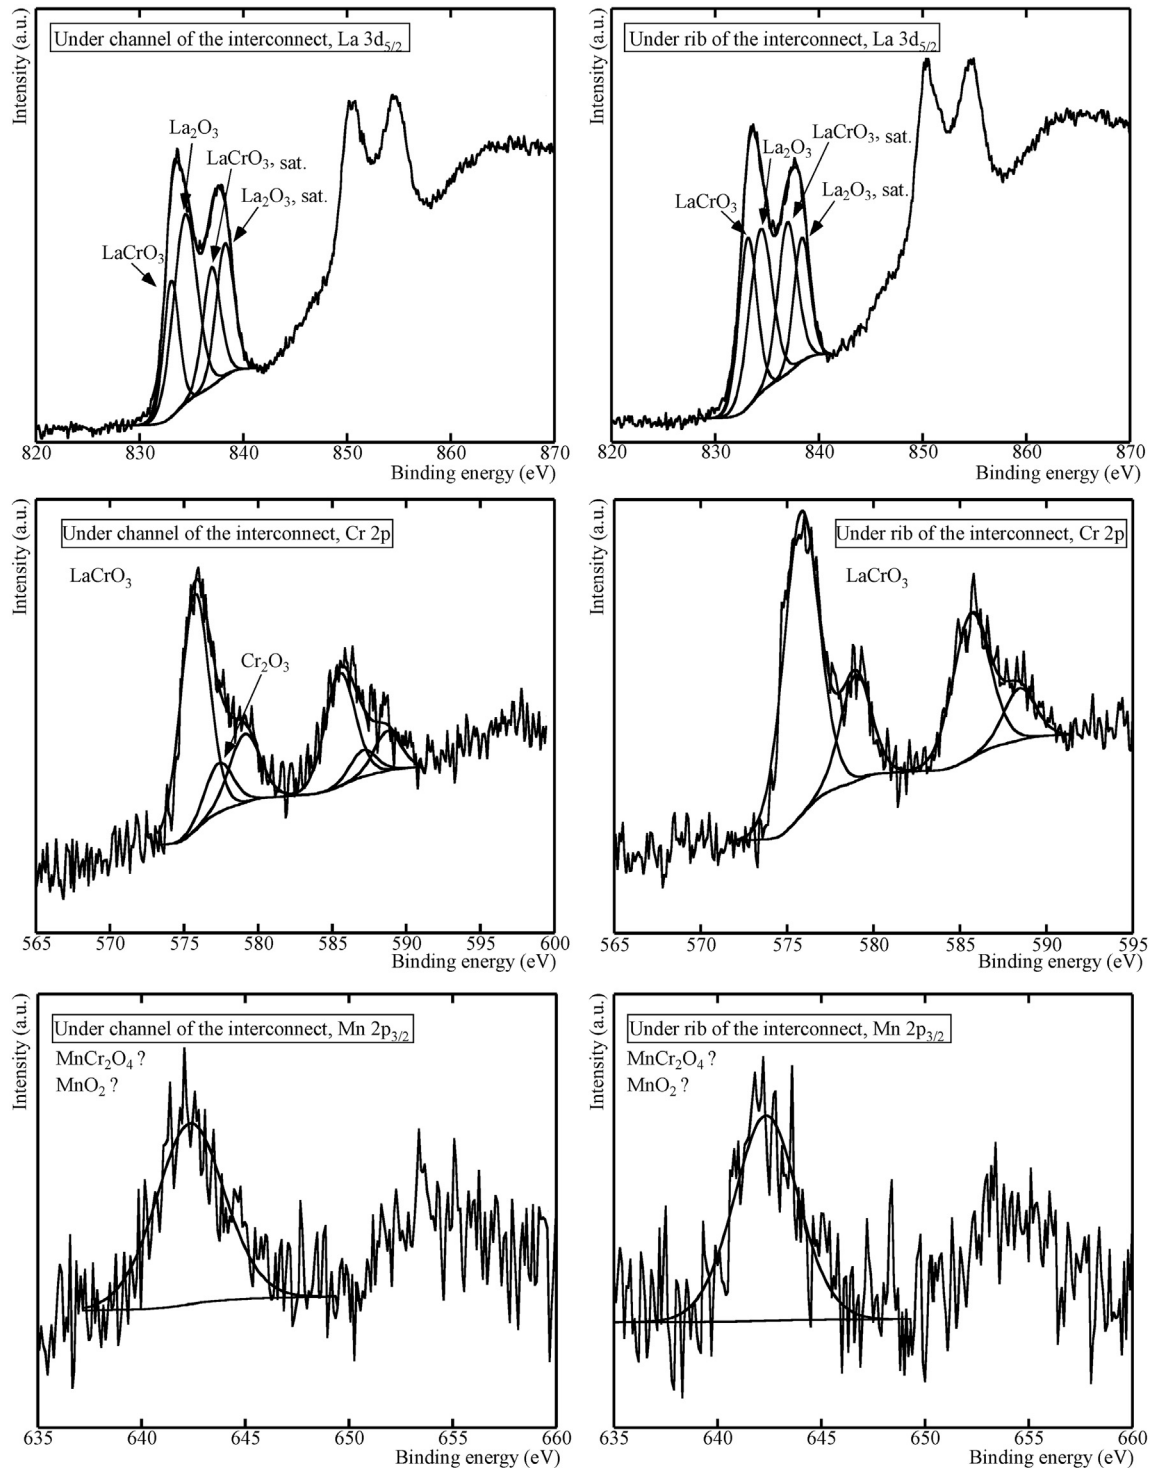 Under channel of the interconnect, La 3d5/2
Intensity (a.u.)
La2O3
LaCrO3, sat.
La2O3, sat.
LaCrO3
820 830 840 850 860 870
Binding energy (eV)
Under rib of the interconnect, La 3d5/2
Intensity (a.u.)
LaCrO3, sat.
La2O3
La2O3, sat.
LaCrO3
820 830 840 850 860 870
Binding energy (eV)
Under channel of the interconnect, Cr 2p
Intensity (a.u.)
LaCrO3
Cr2O3
565 570 575 580 585 590 595 600
Binding energy (eV)
Under rib of the interconnect, Cr 2p
Intensity (a.u.)
LaCrO3
565 570 575 580 585 590 595
Binding energy (eV)
Under channel of the interconnect, Mn 2p3/2
Intensity (a.u.)
MnCr2O4 ?
MnO2 ?
635 640 645 650 655 660
Binding energy (eV)
Under rib of the interconnect, Mn 2p3/2
Intensity (a.u.)
MnCr2O4 ?
MnO2 ?
635 640 645 650 655 660
Binding energy (eV)